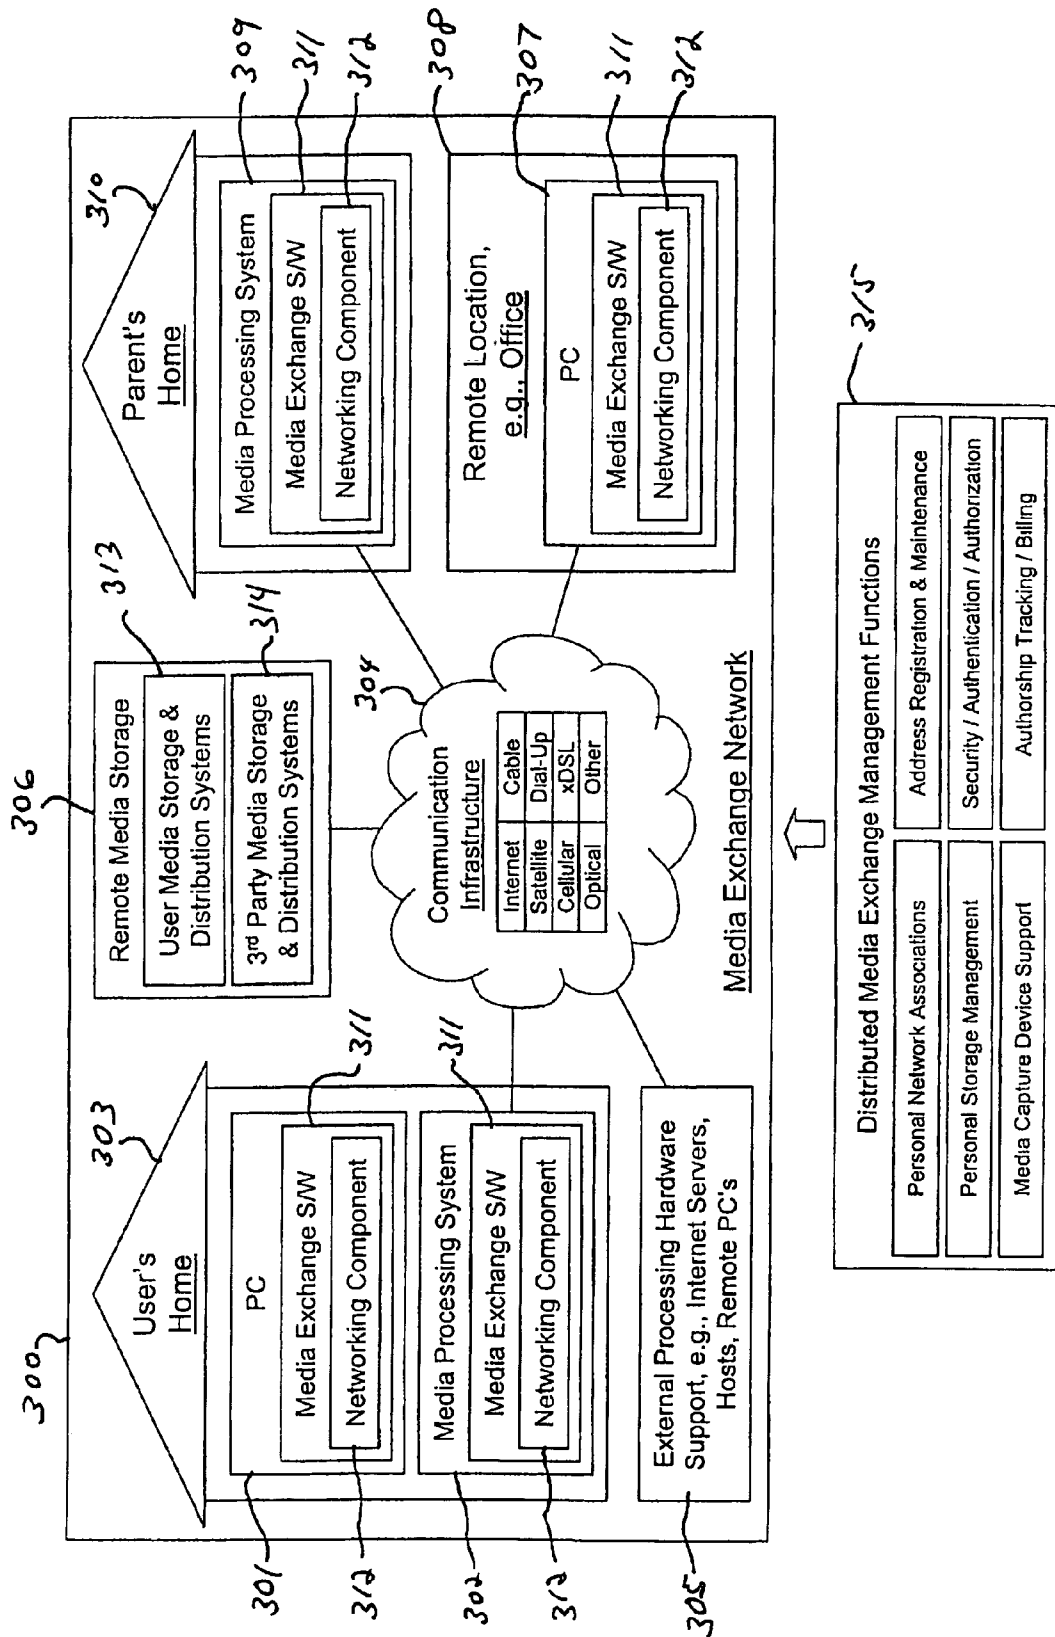 300
303
User's
Home
PC
Media Exchange S/W
Networking Component
Media Processing System
Media Exchange S/W
Networking Component
301
312
302
312
311
311
External Processing Hardware
Support, e.g., Internet Servers,
Hosts, Remote PC's
305
306
Remote Media Storage
User Media Storage &
Distribution Systems
3rd Party Media Storage
& Distribution Systems
313
314
304
Communication
Infrastructure
Internet Cable
Satellite Dial-Up
Cellular xDSL
Optical Other
Media Exchange Network
310
Parent's
Home
Media Processing System
Media Exchange S/W
Networking Component
309
311
312
308
Remote Location,
e.g., Office
PC
Media Exchange S/W
Networking Component
307
311
312
315
Distributed Media Exchange Management Functions
Personal Network Associations Address Registration & Maintenance
Personal Storage Management Security / Authentication / Authorization
Media Capture Device Support Authorship Tracking / Billing